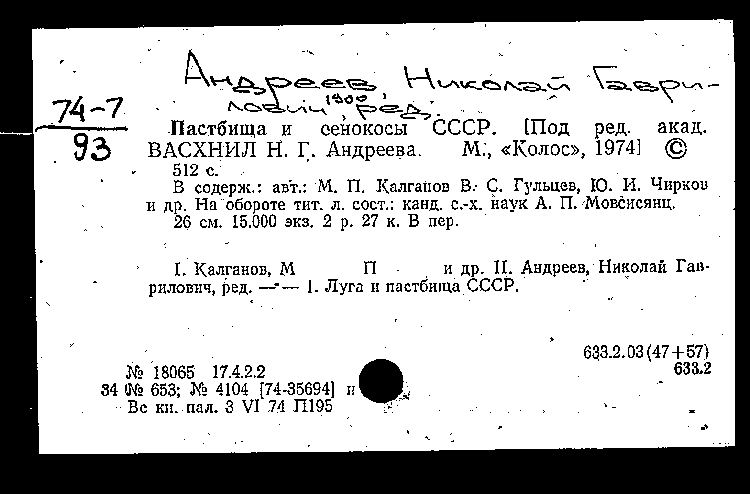 Андреев, Николай Гаври-
74-7
лович, 1900, ред.
Пастбища и сенокосы СССР. [Под ред. акад.
93
ВАСХНИЛ Н. Г. Андреева. М., «Колос», 1974] ©
512 с.
В содерж.: авт.: М. П. Калганов В. С. Гульцев, Ю. И. Чирков
и др. На обороте тит. л. сост.: канд. с.-х. наук А. П. Мовсисянц.
26 см. 15.000 экз. 2 р. 27 к. В пер.
I. Калганов, М П и др. II. Андреев, Николай Гав-
рилович, ред. — — 1. Луга и пастбища СССР.
633.2.03(47+57)
№ 18065 17.4.2.2
633.2
34 № 653; № 4104 [74-35694] и
Вс кн. пал. 3 VI 74 П195